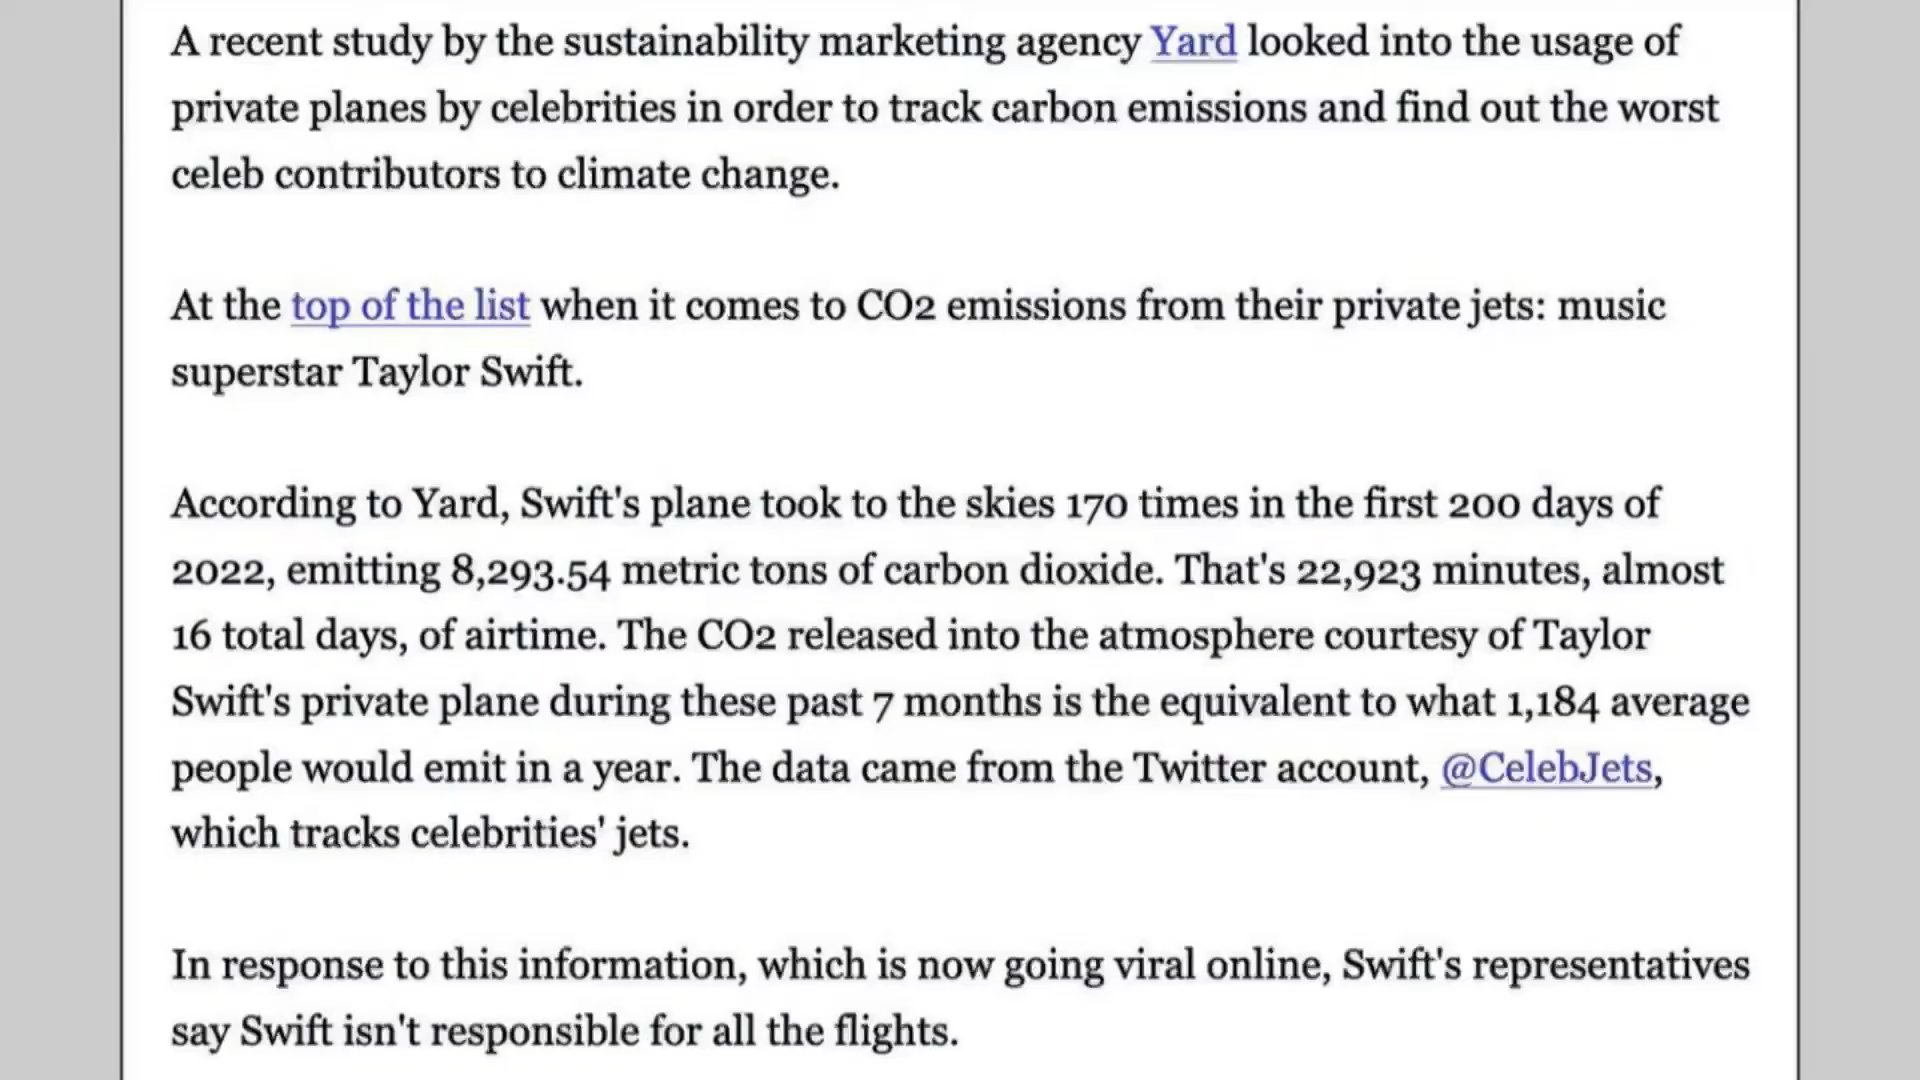 A recent study by the sustainability marketing agency Yard looked into the usage of
private planes by celebrities in order to track carbon emissions and find out the worst
celeb contributors to climate change.
At the top of the list when it comes to CO2 emissions from their private jets: music
superstar Taylor Swift.
According to Yard, Swift's plane took to the skies 170 times in the first 200 days of
2022, emitting 8,293.54 metric tons of carbon dioxide. That's 22,923 minutes, almost
16 total days, of airtime. The CO2 released into the atmosphere courtesy of Taylor
Swift's private plane during these past 7 months is the equivalent to what 1,184 average
people would emit in a year. The data came from the Twitter account, @CelebJets,
which tracks celebrities' jets.
In response to this information, which is now going viral online, Swift's representatives
say Swift isn't responsible for all the flights.